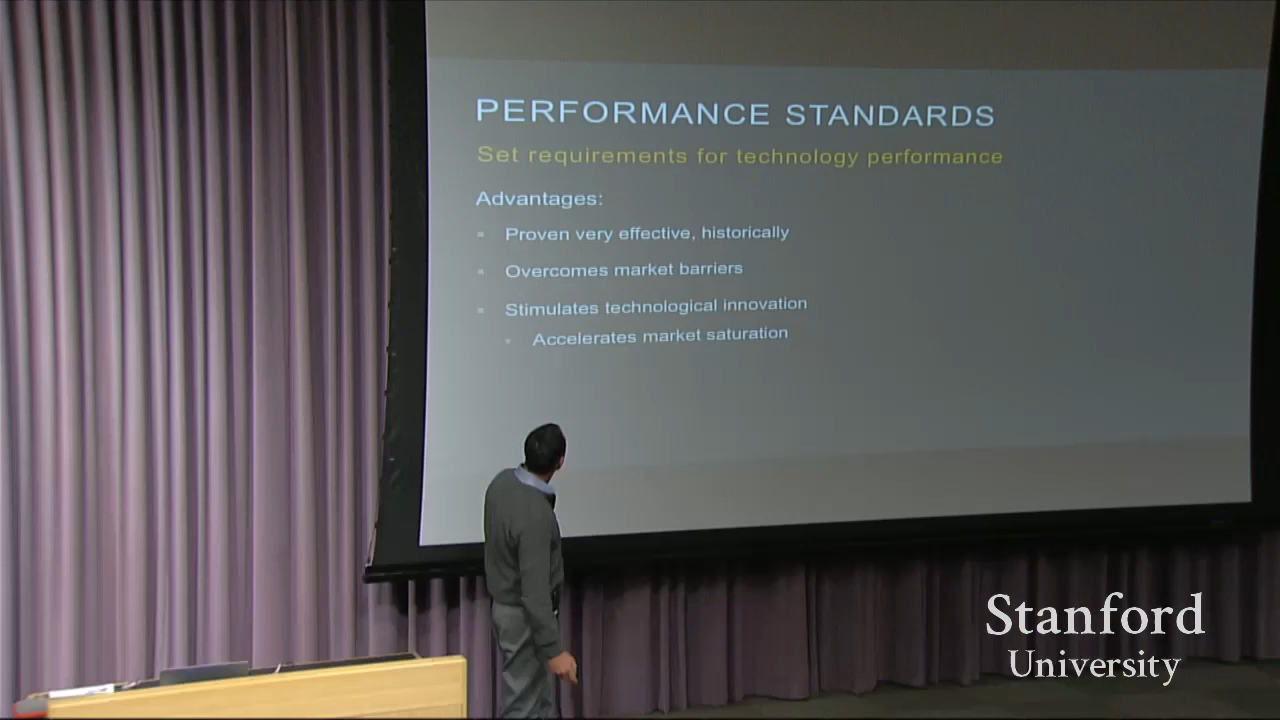 PERFORMANCE STANDARDS
Set requirements for technology performance
Advantages:
Proven very effective, historically
Overcomes market barriers
Stimulates technological innovation
Accelerates market saturation
Stanford
University